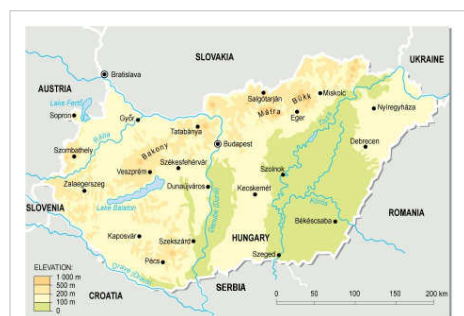 SLOVAKIA
UKRAINE
AUSTRIA
Bratislava
Lake Fertő
Sopron
Győr
Rába
Salgótarján
Miskolc
Bükk
Mátra
Eger
Nyíregyháza
Tatabánya
Budapest
Debrecen
Szombathely
Bakony
Veszprém
Székesfehérvár
Szolnok
Zalaegerszeg
Dunaújváros
Kecskemét
SLOVENIA
Lake Balaton
Körös
ROMANIA
Békéscsaba
Kaposvár
Szekszárd
HUNGARY
Pécs
Szeged
ELEVATION:
1 000 m
500 m
200 m
100 m
0
CROATIA
SERBIA
0 50 100 150 200 km